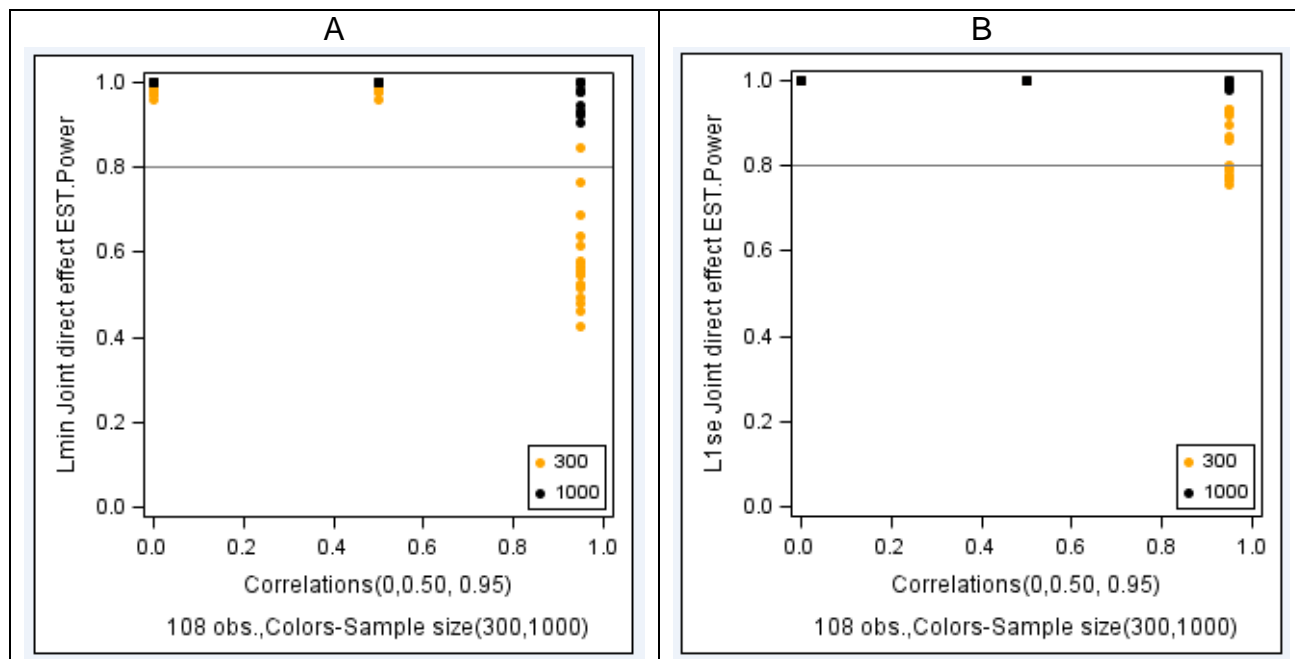 A
B
Lmin Joint direct effect EST.Power
1.0
0.8
0.6
0.4
0.2
0.0
300
1000
0.0 0.2 0.4 0.6 0.8 1.0
Correlations(0,0.50, 0.95)
108 obs.,Colors-Sample size(300,1000)
L1se Joint direct effect EST.Power
1.0
0.8
0.6
0.4
0.2
0.0
300
1000
0.0 0.2 0.4 0.6 0.8 1.0
Correlations(0,0.50, 0.95)
108 obs.,Colors-Sample size(300,1000)